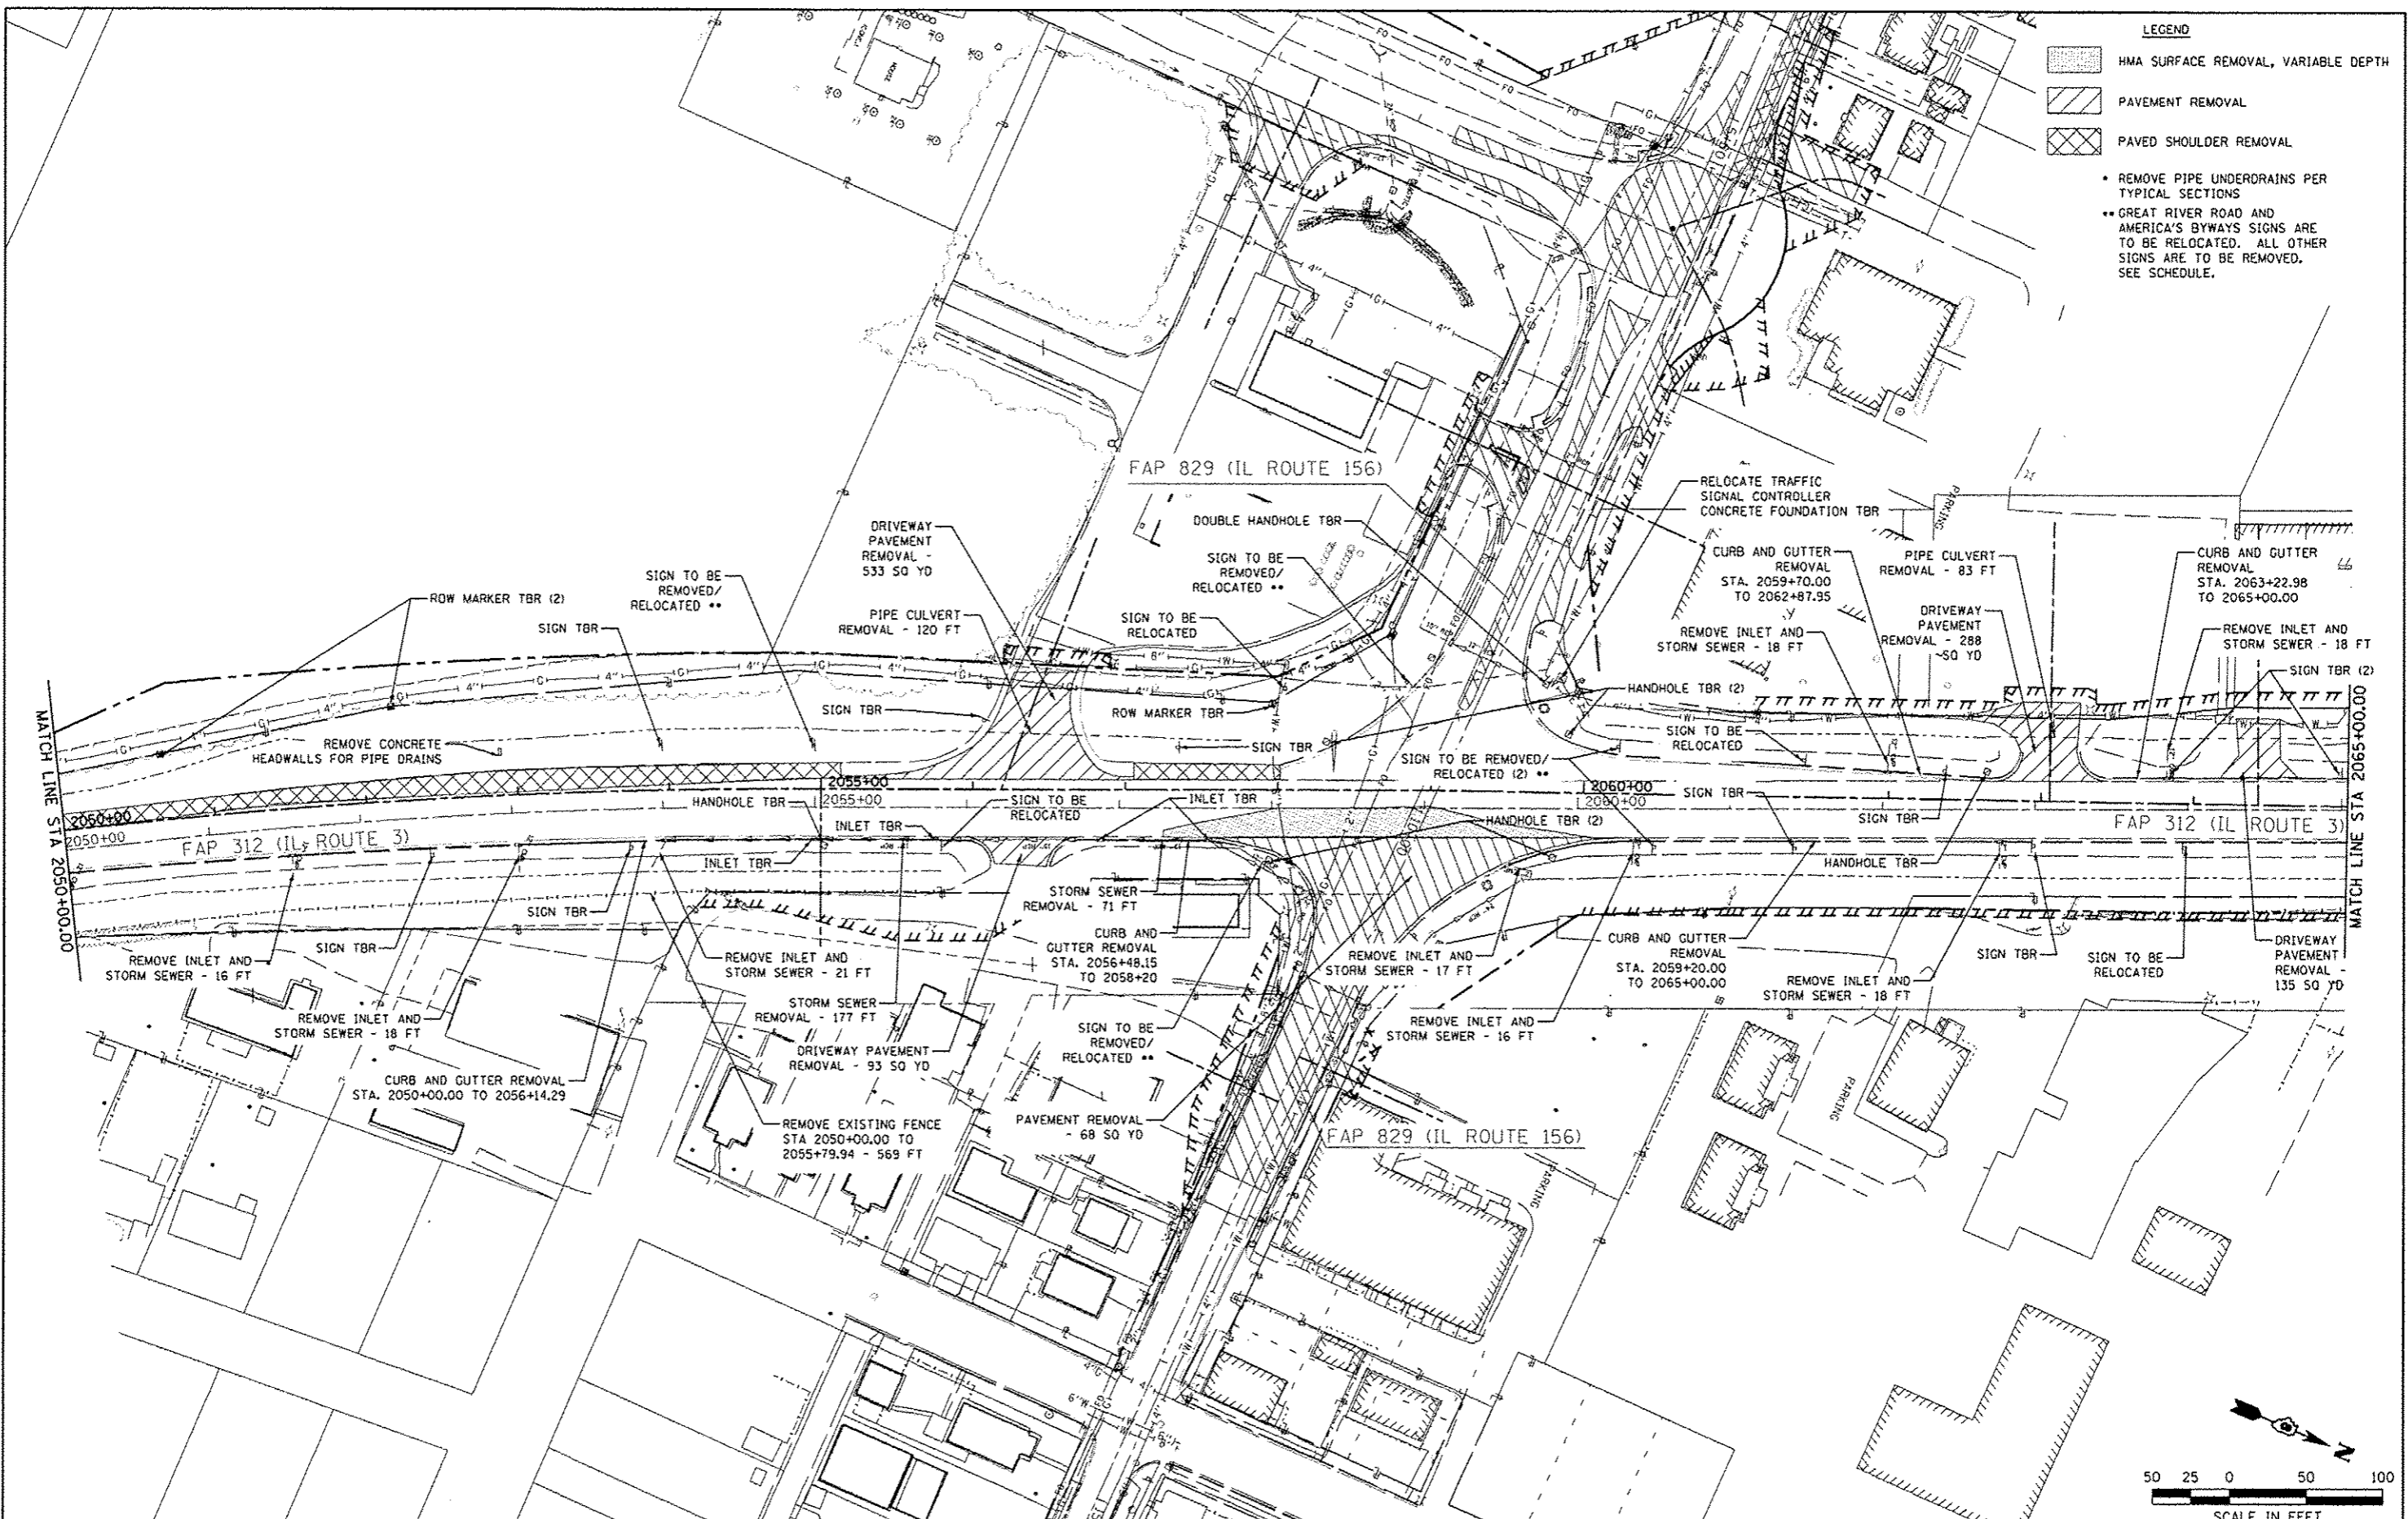 LEGEND
HMA SURFACE REMOVAL, VARIABLE DEPTH
PAVEMENT REMOVAL
PAVED SHOULDER REMOVAL
• REMOVE PIPE UNDERDRAINS PER
TYPICAL SECTIONS
•• GREAT RIVER ROAD AND
AMERICA'S BYWAYS SIGNS ARE
TO BE RELOCATED. ALL OTHER
SIGNS ARE TO BE REMOVED.
SEE SCHEDULE.
HOUSE
FAP 829 (IL ROUTE 156)
DOUBLE HANDHOLE TBR
RELOCATE TRAFFIC
SIGNAL CONTROLLER
CONCRETE FOUNDATION TBR
PARKING
DRIVEWAY
PAVEMENT
REMOVAL -
533 SQ YD
SIGN TO BE
REMOVED/
RELOCATED ••
SIGN TO BE
REMOVED/
RELOCATED ••
CURB AND GUTTER
REMOVAL
STA. 2059+70.00
TO 2062+87.95
PIPE CULVERT
REMOVAL - 83 FT
CURB AND GUTTER
REMOVAL
STA. 2063+22.98
TO 2065+00.00
ROW MARKER TBR (2)
SIGN TBR
PIPE CULVERT
REMOVAL - 120 FT
SIGN TO BE
RELOCATED
REMOVE INLET AND
STORM SEWER - 18 FT
DRIVEWAY
PAVEMENT
REMOVAL - 288
SQ YD
REMOVE INLET AND
STORM SEWER - 18 FT
SIGN TBR (2)
HANDHOLE TBR (2)
SIGN TBR
ROW MARKER TBR
REMOVE CONCRETE
HEADWALLS FOR PIPE DRAINS
SIGN TBR
SIGN TO BE
RELOCATED
SIGN TO BE REMOVED/
RELOCATED (2) ••
MATCH LINE STA 2050+00.00
MATCH LINE STA 2065+00.00
2050+00
2050+00
2055+00
2055+00
2060+00
2060+00
HANDHOLE TBR
SIGN TO BE
RELOCATED
INLET TBR
SIGN TBR
SIGN TBR
FAP 312 (IL ROUTE 3)
INLET TBR
HANDHOLE TBR (2)
FAP 312 (IL ROUTE 3)
INLET TBR
HANDHOLE TBR
STORM SEWER
REMOVAL - 71 FT
SIGN TBR
SIGN TBR
REMOVE INLET AND
STORM SEWER - 16 FT
REMOVE INLET AND
STORM SEWER - 21 FT
CURB AND
GUTTER REMOVAL
STA. 2056+48.15
TO 2058+20
REMOVE INLET AND
STORM SEWER - 17 FT
CURB AND GUTTER
REMOVAL
STA. 2059+20.00
TO 2065+00.00
SIGN TBR
SIGN TO BE
RELOCATED
DRIVEWAY
PAVEMENT
REMOVAL -
135 SQ YD
REMOVE INLET AND
STORM SEWER - 18 FT
REMOVE INLET AND
STORM SEWER - 18 FT
STORM SEWER
REMOVAL - 177 FT
REMOVE INLET AND
STORM SEWER - 16 FT
SIGN TO BE
REMOVED/
RELOCATED ••
DRIVEWAY PAVEMENT
REMOVAL - 93 SQ YD
CURB AND GUTTER REMOVAL
STA. 2050+00.00 TO 2056+14.29
REMOVE EXISTING FENCE
STA 2050+00.00 TO
2055+79.94 - 569 FT
PAVEMENT REMOVAL
- 68 SQ YD
FAP 829 (IL ROUTE 156)
PARKING
PARKING
N
50 25 0 50 100
SCALE IN FEET